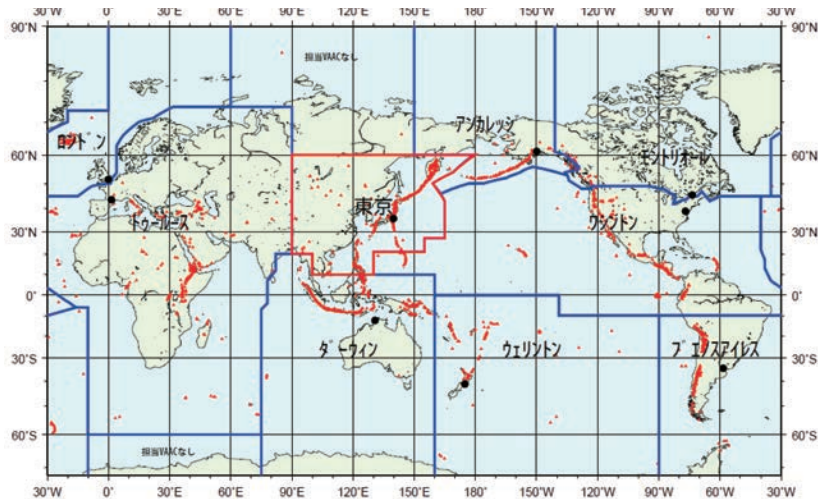 30°W 0° 30°E 60°E 90°E 120°E 150°E 180° 150°W 120°W 90°W 60°W 30°W
90°N 90°N
担当VAACなし
アンカレッジ
ロンドン モントリオール
60°N 60°N
東京
トゥールーズ ワシントン
30°N 30°N
0° 0°
ダーウィン ウェリントン ブエノスアイレス
30°S 30°S
60°S 60°S
担当VAACなし
30°W 0° 30°E 60°E 90°E 120°E 150°E 180° 150°W 120°W 90°W 60°W 30°W